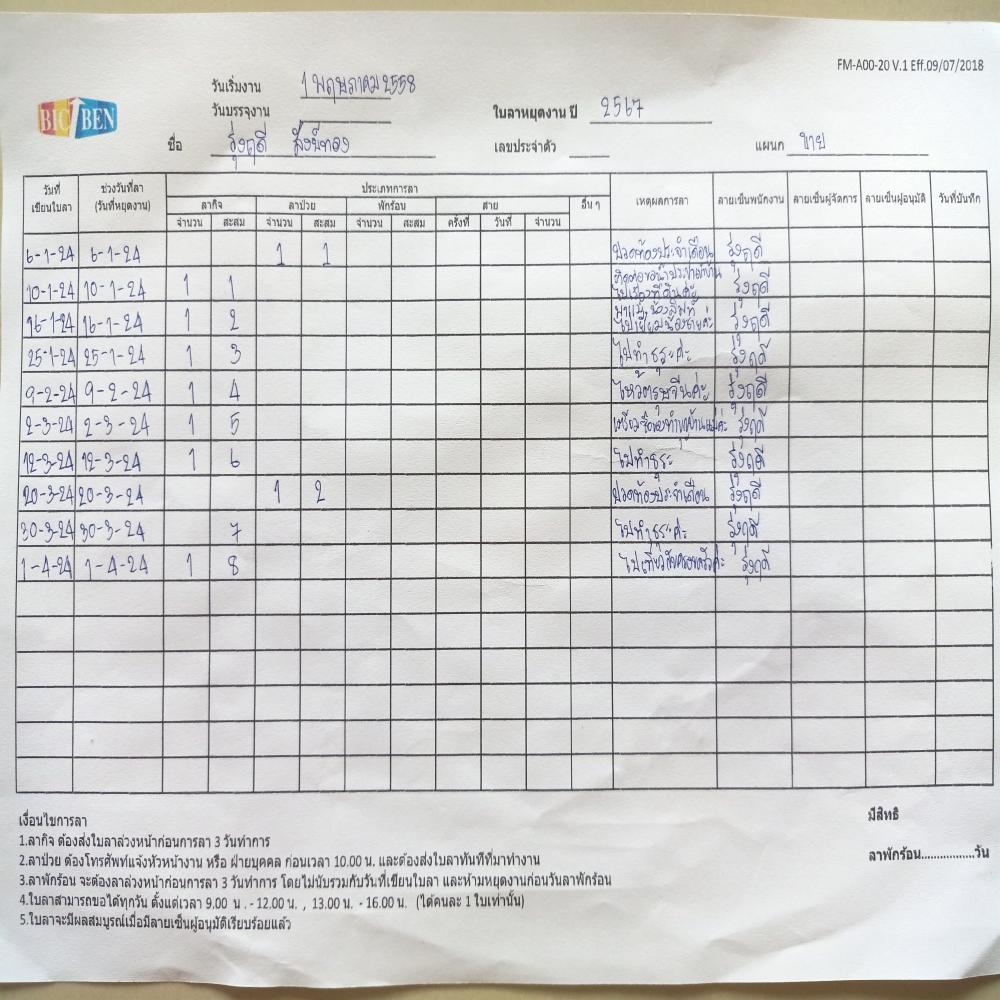 FM-A00-20 V.1 Eff.09/07/2018
วันเริ่มงาน 1 พฤษภาคม 2558
BIG BEN
วันบรรจุงาน
ใบลาหยุดงาน ปี 2567
ชื่อ รุ่งฤดี
เลขประจำตัว
แผนก ขาย
วันที่เขียนใบลา ช่วงวันที่ลา (วันที่หยุดงาน) ประเภทการลา เหตุผลการลา ลายเซ็นพนักงาน ลายเซ็นผู้จัดการ ลายเซ็นผู้อนุมัติ วันที่บันทึก
ลากิจ ลาป่วย พักร้อน สาย อื่น ๆ
จำนวน สะสม จำนวน สะสม จำนวน สะสม ครั้งที่ วันที่ จำนวน
6-1-24 6-1-24 1 1 ปวดท้องประจำเดือน รุ่งฤดี
10-1-24 10-1-24 1 1 รุ่งฤดี
16-1-24 16-1-24 1 2 รุ่งฤดี
25-1-24 25-1-24 1 3 ไปทำธุระค่ะ รุ่งฤดี
9-2-24 9-2-24 1 4 ไหว้ตรุษจีนค่ะ รุ่งฤดี
2-3-24 2-3-24 1 5 รุ่งฤดี
12-3-24 12-3-24 1 6 ไปทำธุระ รุ่งฤดี
20-3-24 20-3-24 1 2 ปวดท้องประจำเดือน รุ่งฤดี
30-3-24 30-3-24 7 ไปทำธุระค่ะ รุ่งฤดี
1-4-24 1-4-24 1 8 ไปเที่ยวกับครอบครัวค่ะ รุ่งฤดี
เงื่อนไขการลา
มีสิทธิ
1.ลากิจ ต้องส่งใบลาล่วงหน้าก่อนการลา 3 วันทำการ
2.ลาป่วย ต้องโทรศัพท์แจ้งหัวหน้างาน หรือ ฝ่ายบุคคล ก่อนเวลา 10.00 น. และต้องส่งใบลาทันทีที่มาทำงาน
ลาพักร้อน.................วัน
3.ลาพักร้อน จะต้องลาล่วงหน้าก่อนการลา 3 วันทำการ โดยไม่นับรวมกับวันที่เขียนใบลา และห้ามหยุดงานก่อนวันลาพักร้อน
4.ใบลาสามารถขอได้ทุกวัน ตั้งแต่เวลา 9.00 น. - 12.00 น. , 13.00 น. - 16.00 น. (ได้คนละ 1 ใบเท่านั้น)
5.ใบลาจะมีผลสมบูรณ์เมื่อมีลายเซ็นผู้อนุมัติเรียบร้อยแล้ว